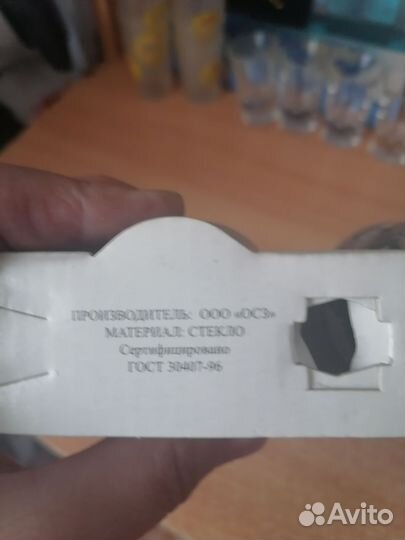 ПРОИЗВОДИТЕЛЬ: ООО «ОСЗ»
МАТЕРИАЛ: СТЕКЛО
Сертифицировано
ГОСТ 30407-96
Avito